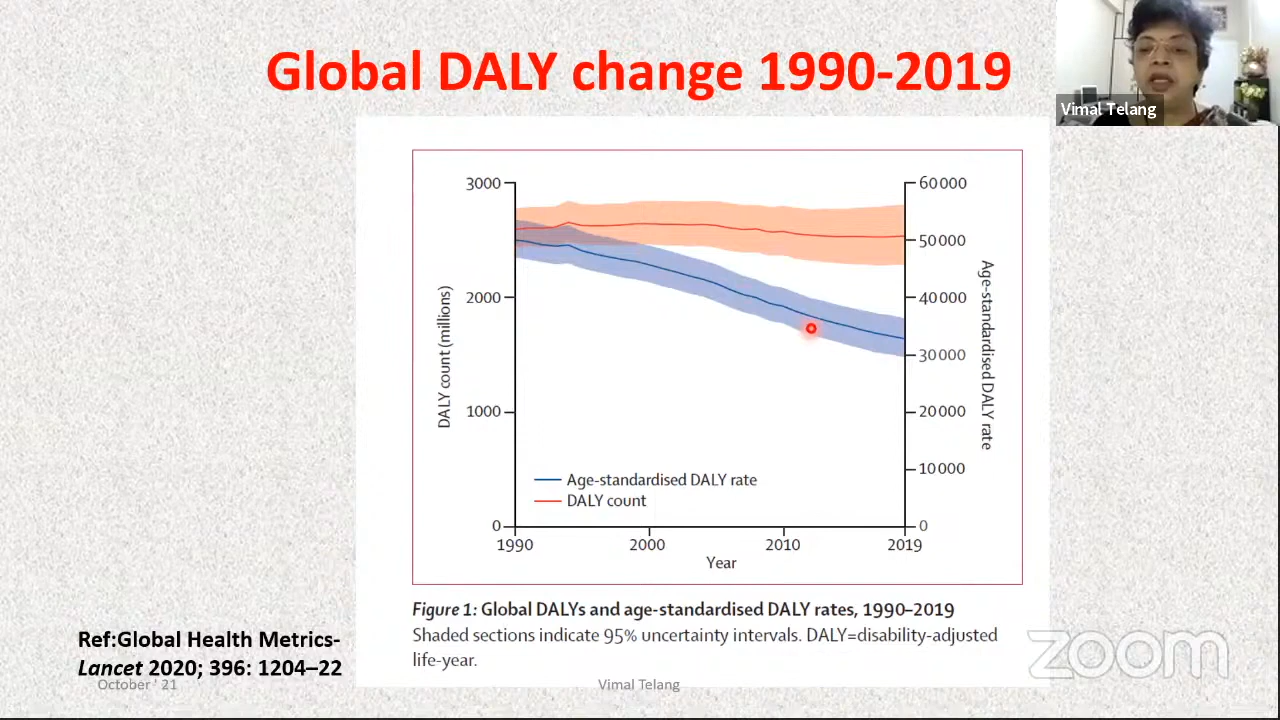 Global DALY change 1990-2019
Vimal Telang
3000
2000
1000
0
DALY count (millions)
60 000
50 000
40 000
30 000
20 000
10 000
0
Age-standardised DALY rate
Age-standardised DALY rate
DALY count
1990
2000
2010
2019
Year
Figure 1: Global DALYs and age-standardised DALY rates, 1990–2019
Shaded sections indicate 95% uncertainty intervals. DALY=disability-adjusted
life-year.
Ref:Global Health Metrics-
Lancet 2020; 396: 1204–22
October ' 21
Vimal Telang
zoom